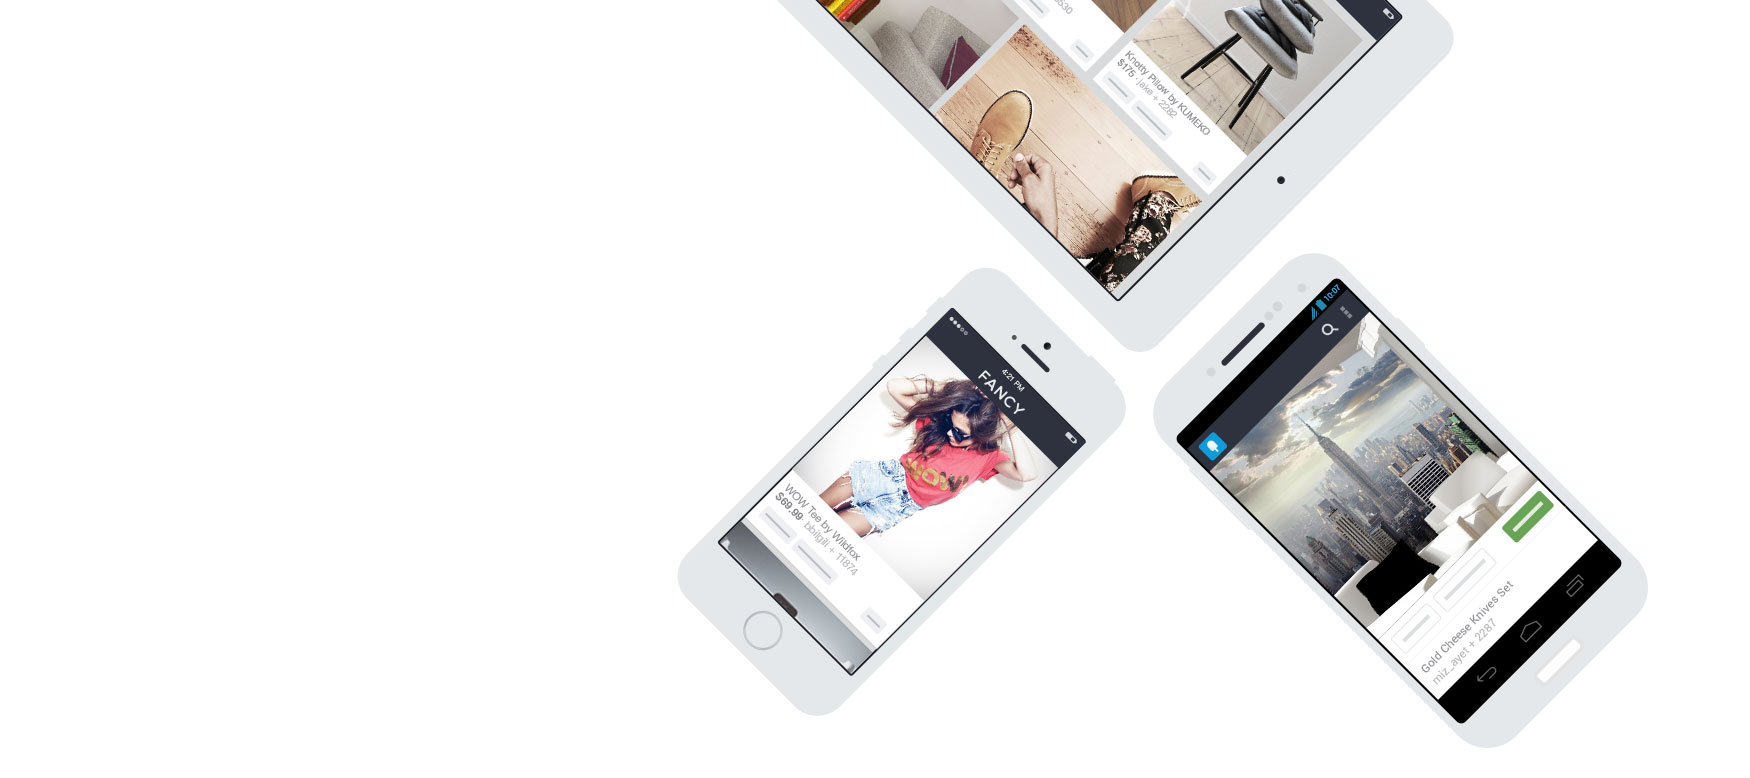 Knotty Pillow by KUMEKO
$175 · jake + 2282
4:21 PM
FANCY
WOW
WOW Tee by Wildfox
$69.99 · bbilgili + 11874
10:07
Gold Cheese Knives Set
miz_ayet + 2287